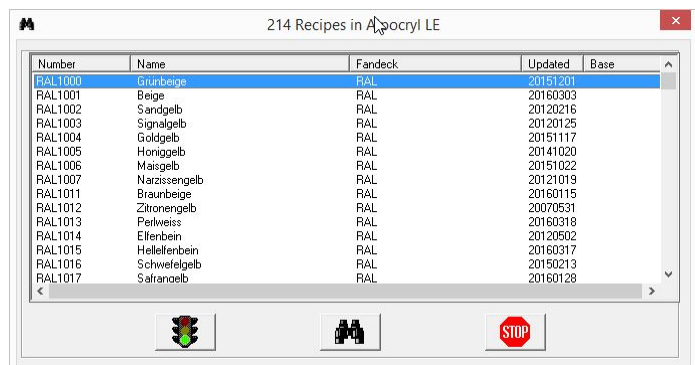 214 Recipes in A ocryl LE
Number Name Fandeck Updated Base
RAL1000 Grünbeige RAL 20151201
RAL1001 Beige RAL 20160303
RAL1002 Sandgelb RAL 20120216
RAL1003 Signalgelb RAL 20120125
RAL1004 Goldgelb RAL 20151117
RAL1005 Honiggelb RAL 20141020
RAL1006 Maisgelb RAL 20151022
RAL1007 Narzissengelb RAL 20121019
RAL1011 Braunbeige RAL 20160115
RAL1012 Zitronengelb RAL 20070531
RAL1013 Perlweiss RAL 20160318
RAL1014 Elfenbein RAL 20120502
RAL1015 Hellelfenbein RAL 20160317
RAL1016 Schwefelgelb RAL 20150213
RAL1017 Safrangelb RAL 20160128
STOP